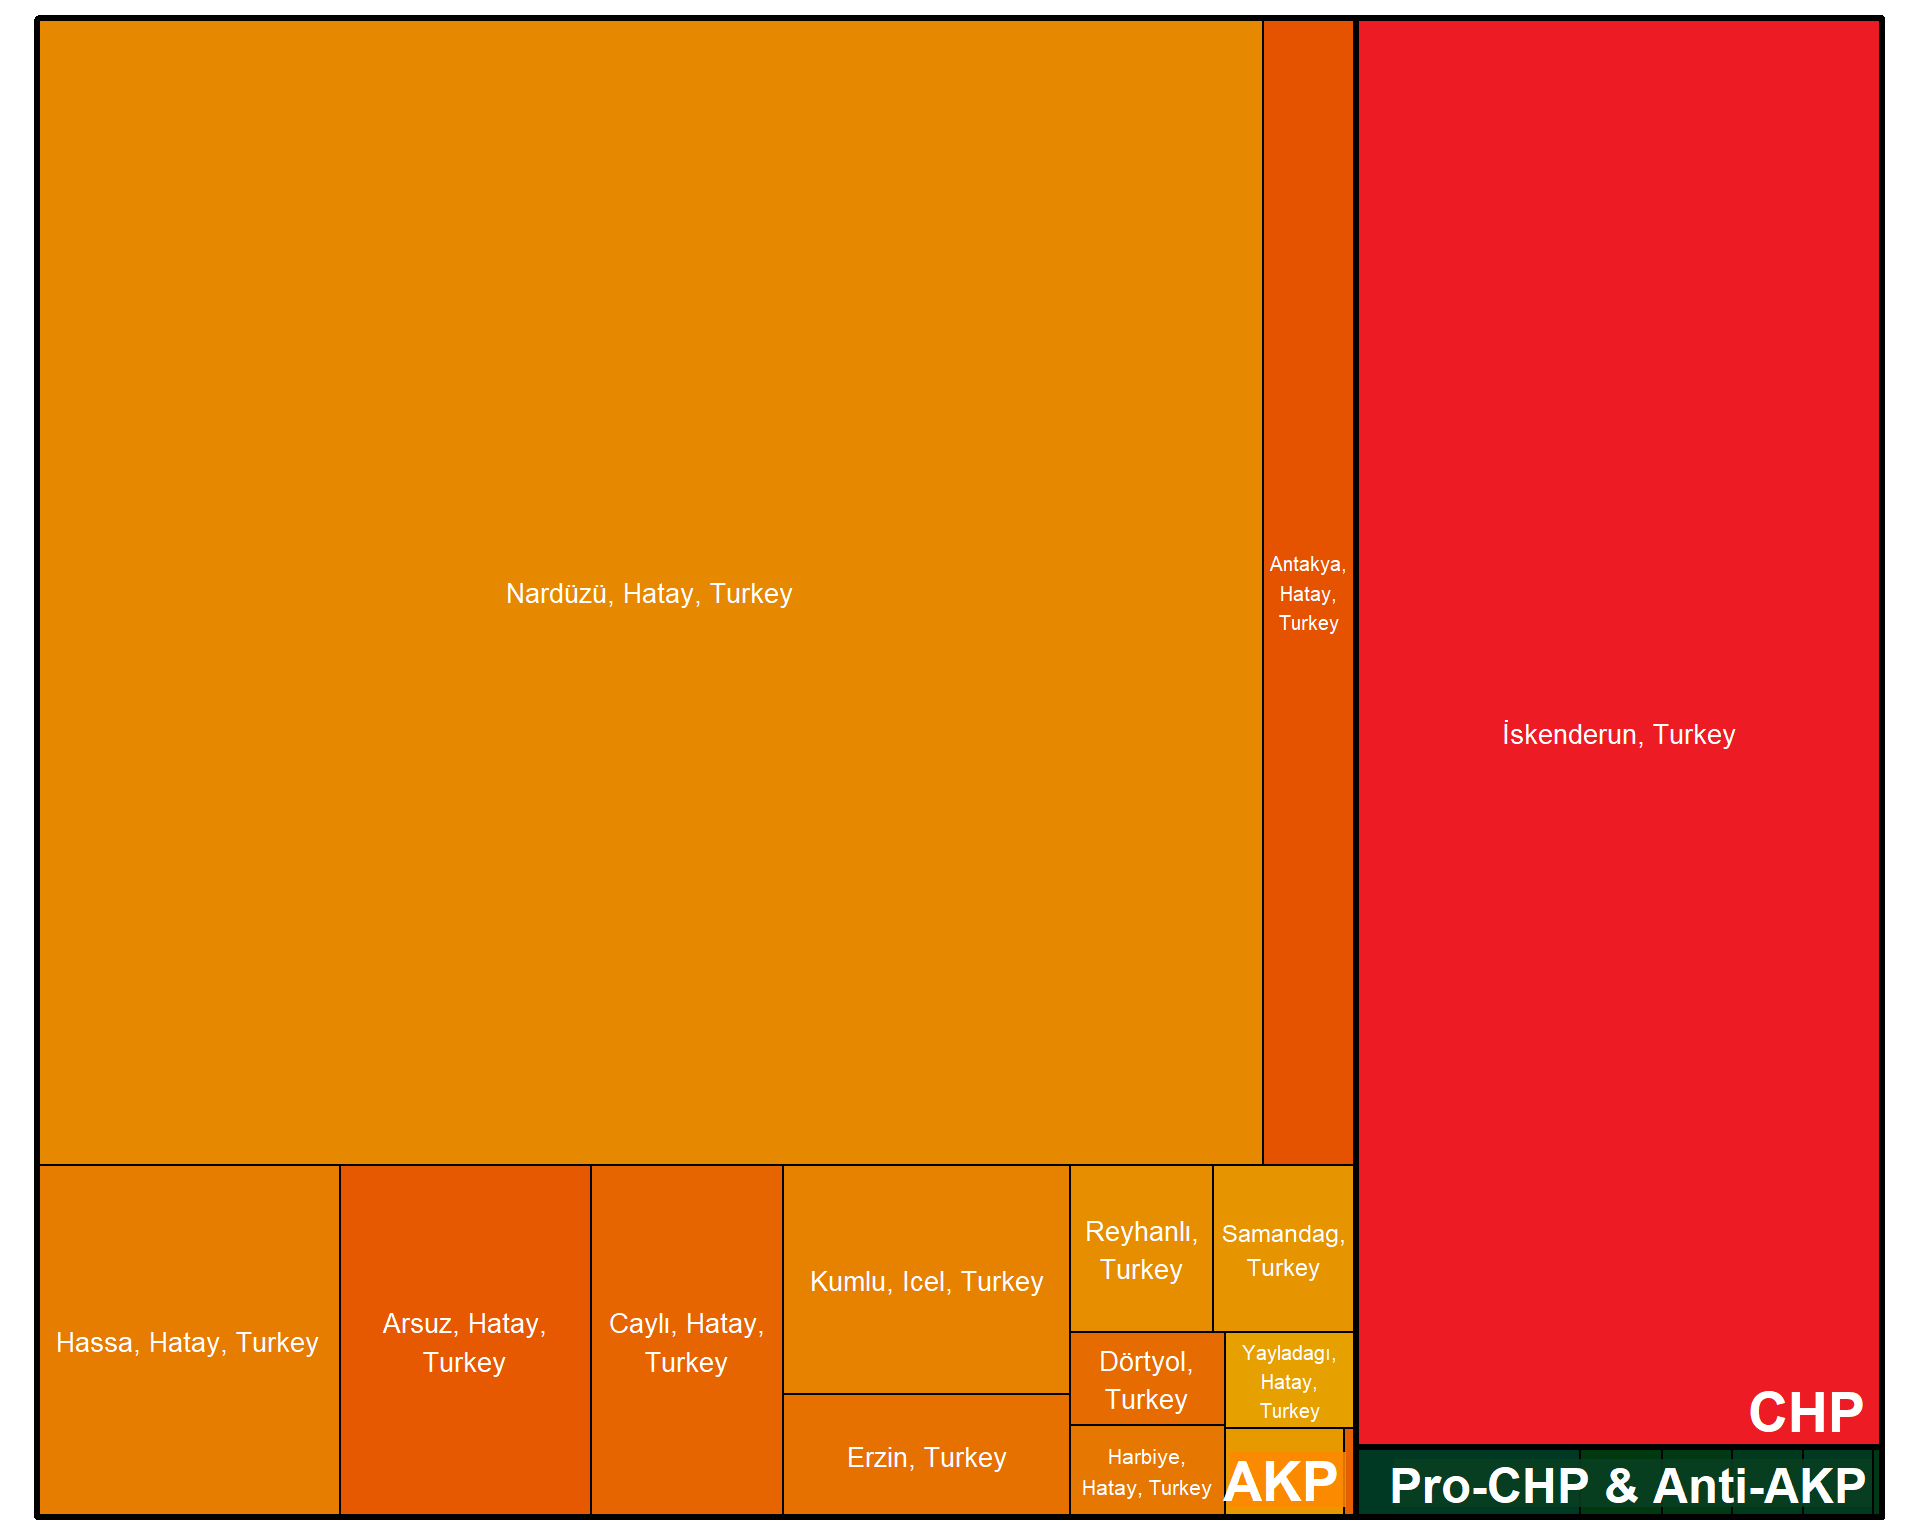 Nardüzü, Hatay, Turkey
Antakya,
Hatay,
Turkey
İskenderun, Turkey
Hassa, Hatay, Turkey
Arsuz, Hatay,
Turkey
Caylı, Hatay,
Turkey
Kumlu, Icel, Turkey
Erzin, Turkey
Reyhanlı,
Turkey
Samandag,
Turkey
Dörtyol,
Turkey
Yayladagı,
Hatay,
Turkey
Harbiye,
Hatay, Turkey
AKP
CHP
Pro-CHP & Anti-AKP